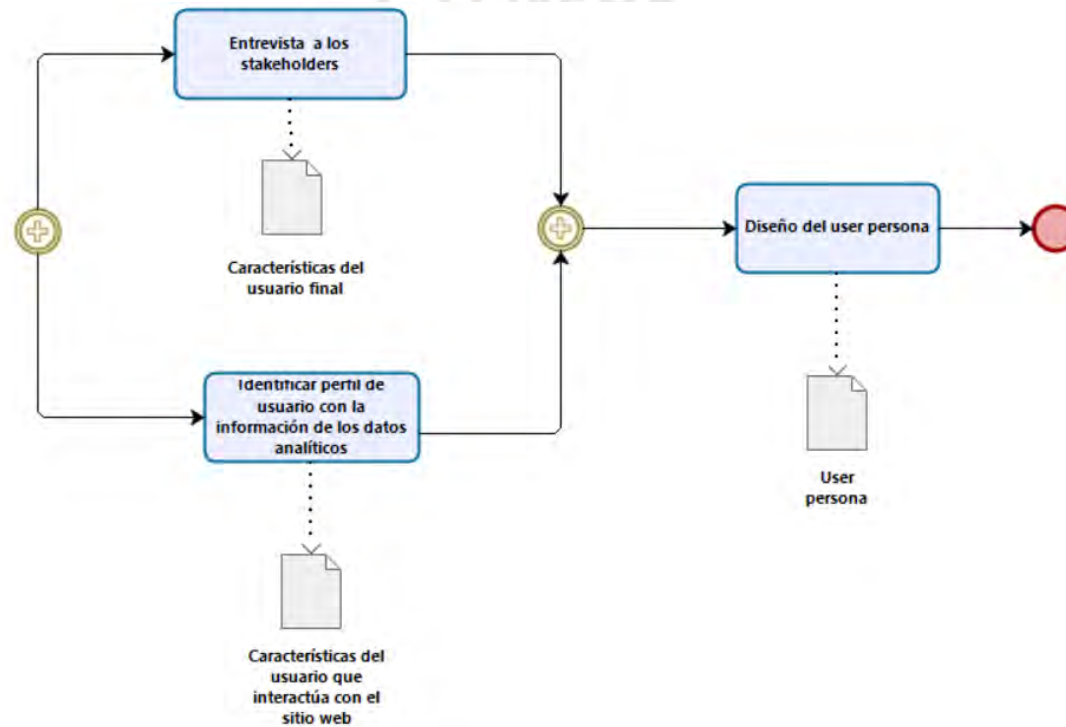 Entrevista a los
stakeholders
Características del
usuario final
Diseño del user persona
Identificar perfil de
usuario con la
información de los datos
analíticos
User
persona
Características del
usuario que
interactúa con el
sitio web